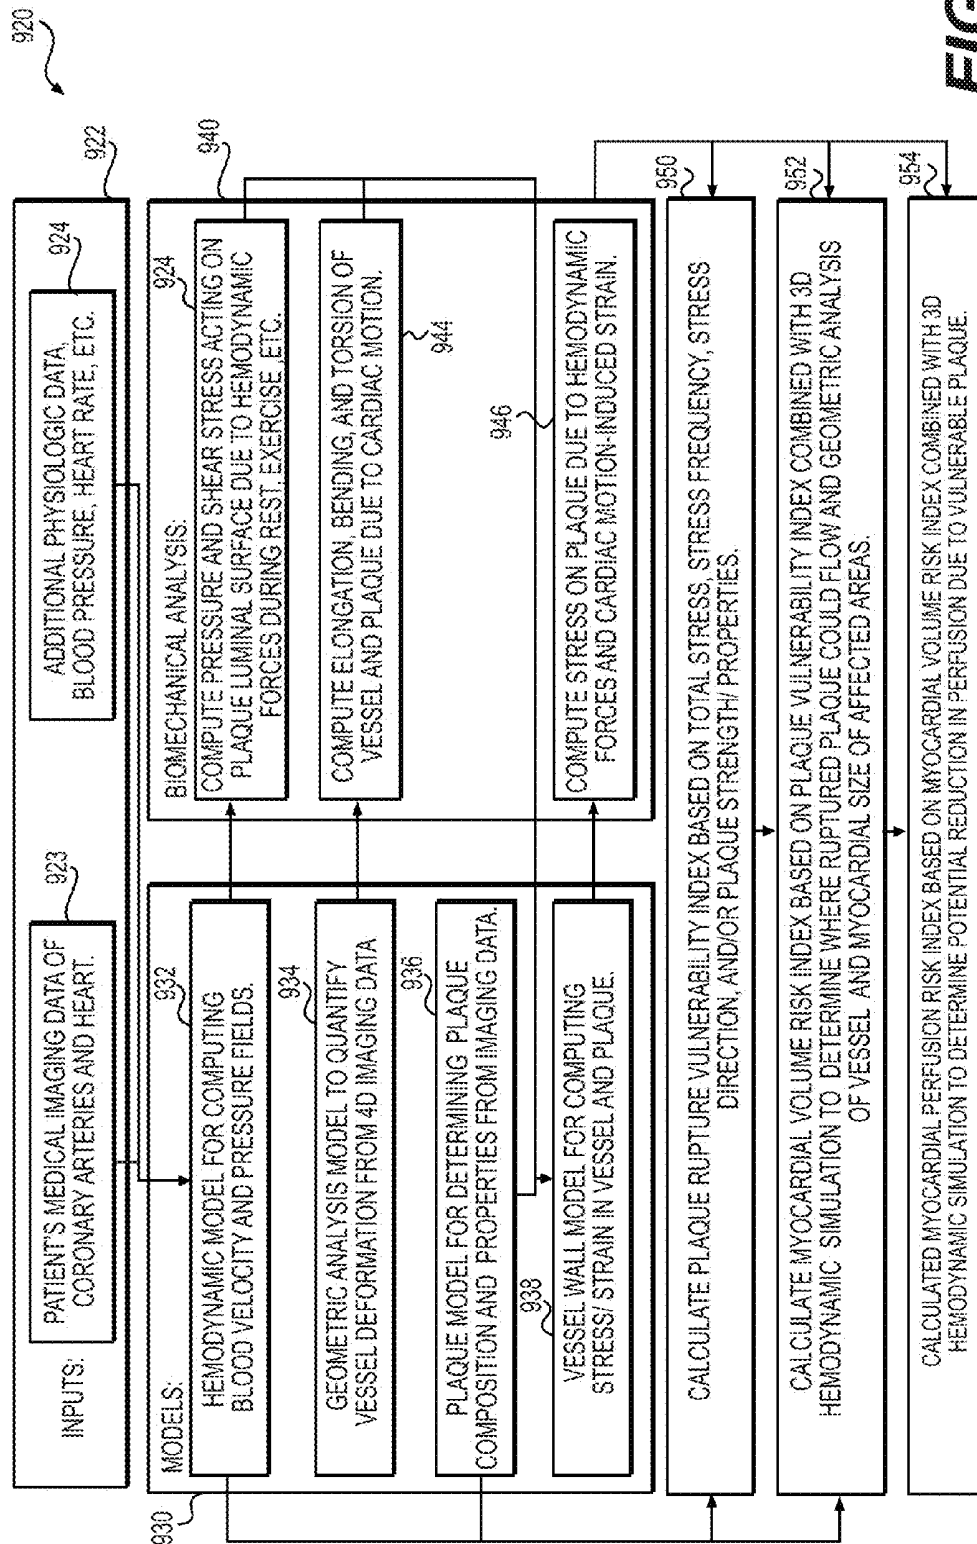 920
922
INPUTS:
923
PATIENT'S MEDICAL IMAGING DATA OF
CORONARY ARTERIES AND HEART.
924
ADDITIONAL PHYSIOLOGIC DATA,
BLOOD PRESSURE, HEART RATE, ETC.
930
MODELS:
932
HEMODYNAMIC MODEL FOR COMPUTING
BLOOD VELOCITY AND PRESSURE FIELDS.
934
GEOMETRIC ANALYSIS MODEL TO QUANTIFY
VESSEL DEFORMATION FROM 4D IMAGING DATA
936
PLAQUE MODEL FOR DETERMINING PLAQUE
COMPOSITION AND PROPERTIES FROM IMAGING DATA.
938
VESSEL WALL MODEL FOR COMPUTING
STRESS/ STRAIN IN VESSEL AND PLAQUE.
940
BIOMECHANICAL ANALYSIS:
924
COMPUTE PRESSURE AND SHEAR STRESS ACTING ON
PLAQUE LUMINAL SURFACE DUE TO HEMODYNAMIC
FORCES DURING REST, EXERCISE ,ETC.
COMPUTE ELONGATION, BENDING, AND TORSION OF
VESSEL AND PLAQUE DUE TO CARDIAC MOTION.
944
946
COMPUTE STRESS ON PLAQUE DUE TO HEMODYNAMIC
FORCES AND CARDIAC MOTION-INDUCED STRAIN.
950
CALCULATE PLAQUE RUPTURE VULNERABILITY INDEX BASED ON TOTAL STRESS, STRESS FREQUENCY, STRESS
DIRECTION, AND/OR PLAQUE STRENGTH/ PROPERTIES.
952
CALCULATE MYOCARDIAL VOLUME RISK INDEX BASED ON PLAQUE VULNERABILITY INDEX COMBINED WITH 3D
HEMODYNAMIC SIMULATION TO DETERMINE WHERE RUPTURED PLAQUE COULD FLOW AND GEOMETRIC ANALYSIS
OF VESSEL AND MYOCARDIAL SIZE OF AFFECTED AREAS.
954
CALCULATED MYOCARDIAL PERFUSION RISK INDEX BASED ON MYOCARDIAL VOLUME RISK INDEX COMBINED WITH 3D
HEMODYNAMIC SIMULATION TO DETERMINE POTENTIAL REDUCTION IN PERFUSION DUE TO VULNERABLE PLAQUE.